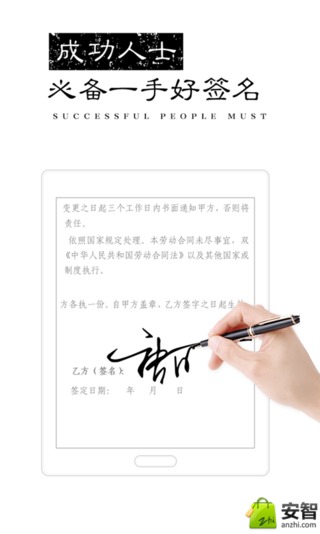 成功人士
必备一手好签名
SUCCESSFUL PEOPLE MUST
变更之日起三个工作日内书面通知甲方，否则将
责任。
依照国家规定处理。本劳动合同未尽事宜，双
《中华人民共和国劳动合同法》以及其他国家或
制度执行。
方各执一份。自甲方盖章、乙方签字之日起生
乙方（签名）：
签定日期： 年 月 日
安智
anzhi.com